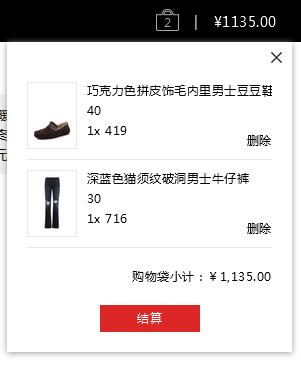 2 | ¥1135.00
巧克力色拼皮饰毛内里男士豆豆鞋
40
1x 419
删除
深蓝色猫须纹破洞男士牛仔裤
30
1x 716
删除
购物袋小计：¥ 1,135.00
结算